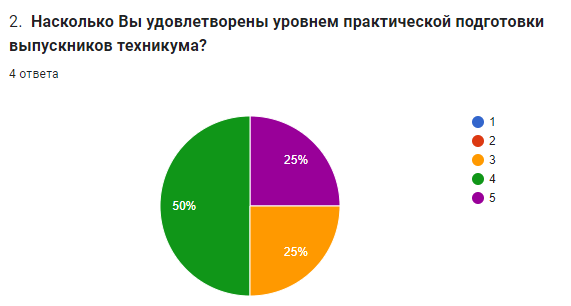 2. Насколько Вы удовлетворены уровнем практической подготовки
выпускников техникума?
4 ответа
25%
50%
25%
1
2
3
4
5